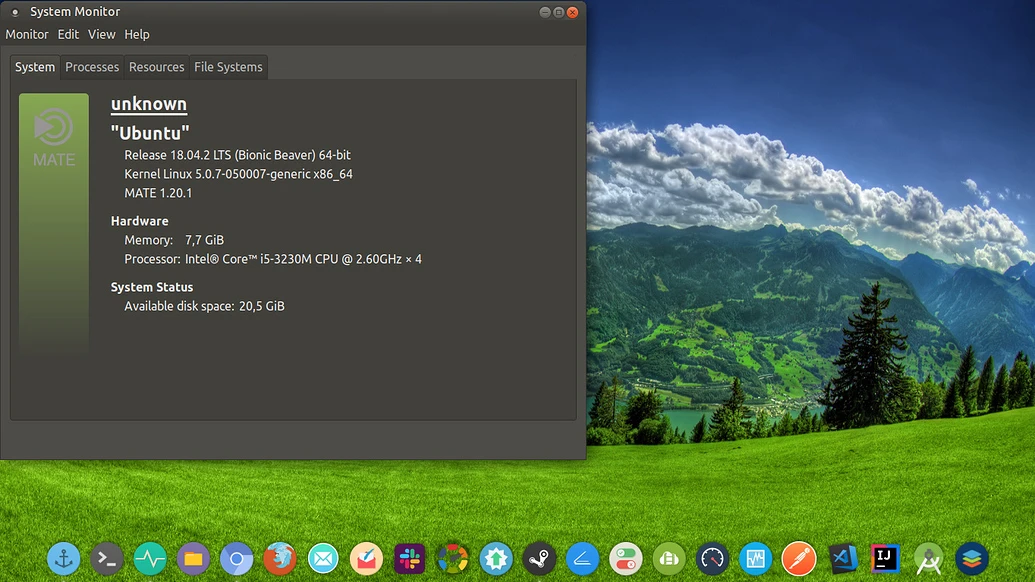 System Monitor
Monitor Edit View Help
System Processes Resources File Systems
MATE
unknown
"Ubuntu"
Release 18.04.2 LTS (Bionic Beaver) 64-bit
Kernel Linux 5.0.7-050007-generic x86_64
MATE 1.20.1
Hardware
Memory: 7,7 GiB
Processor: Intel® Core™ i5-3230M CPU @ 2.60GHz × 4
System Status
Available disk space: 20,5 GiB
IJ